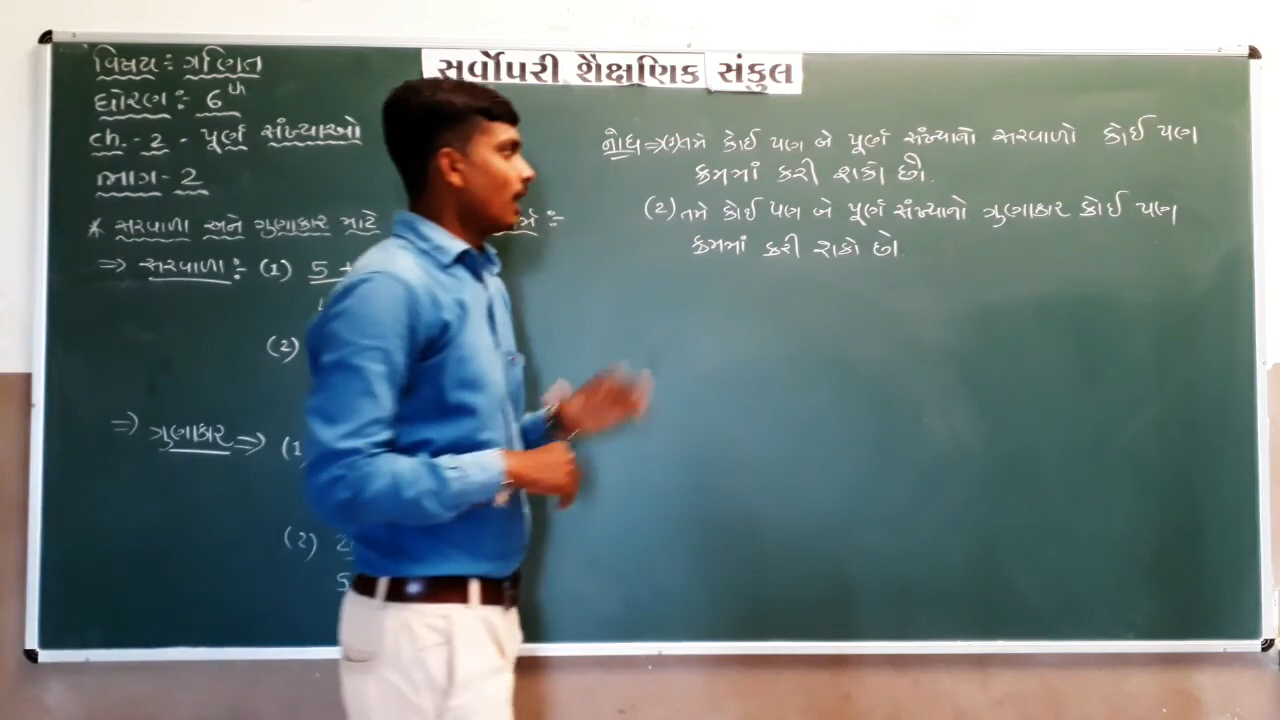 સર્વોપરી શૈક્ષણિક સંકુલ
વિષય : ગણિત
ધોરણ : 6th
ch. - 2 - પૂર્ણ સંખ્યાઓ
ભાગ - 2
* સરવાળા અને ગુણાકાર માટે :-
=> સરવાળા :- (1) 5 +
(2)
=> ગુણાકાર => (1
(2) 2
5
નોંધ => (1) તમે કોઈ પણ બે પૂર્ણ સંખ્યાનો સરવાળો કોઈ પણ
ક્રમમાં કરી શકો છો.
(2) તમે કોઈ પણ બે પૂર્ણ સંખ્યાનો ગુણાકાર કોઈ પણ
ક્રમમાં કરી શકો છો.